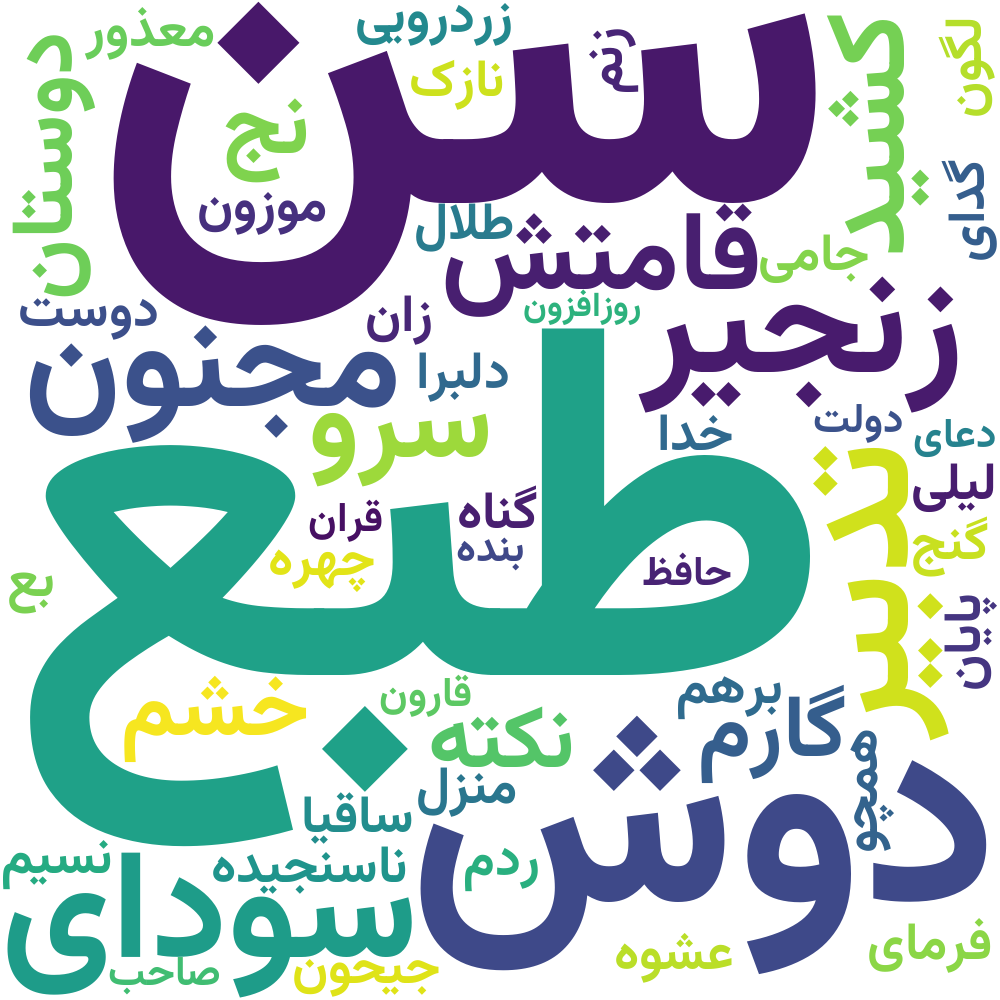 سن
زردرویی
معذور
نازک
زنم
کشید
لگون
دوستان
نج
موزون
طلال
قامتش
جامی
گدای
روزافزون
زنجیر
دوست
زان
مجنون
دلبرا
سرو
خدا
دولت
دعای
لیلی
تدبیر
گنج
طبع
قران
گناه
بنده
چهره
حافظ
بع
پایان
خشم
قارون
برهم
نکته
گارم
همچو
منزل
ساقیا
دوش
نسیم
ناسنجیده
ردم
سودای
فرمای
عشوه
جیحون
صاحب